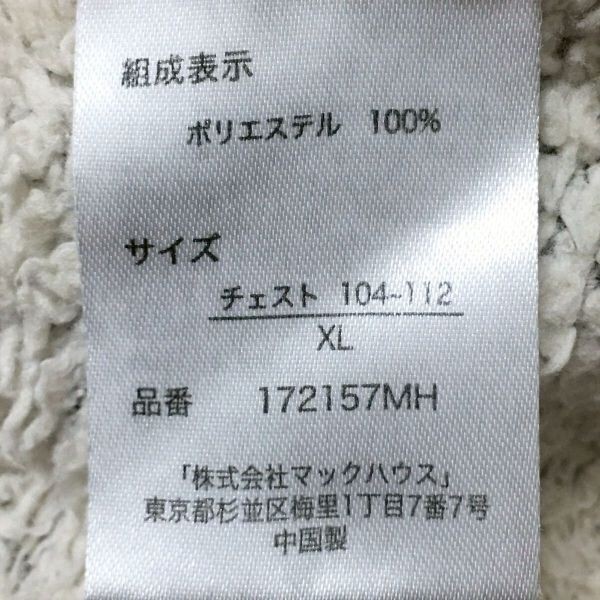 組成表示
ポリエステル 100%
サイズ
チェスト 104~112
XL
品番 172157MH
「株式会社マックハウス」
東京都杉並区梅里1丁目7番7号
中国製